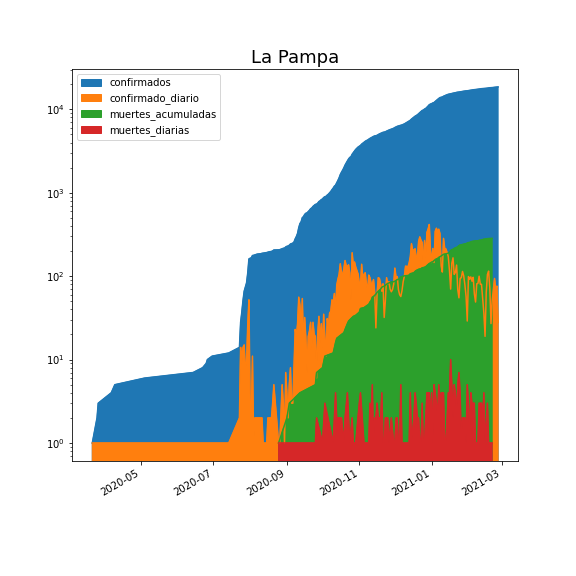 La Pampa
confirmados
confirmado_diario
muertes_acumuladas
muertes_diarias
10⁴
10³
10²
10¹
10⁰
2020-05
2020-07
2020-09
2020-11
2021-01
2021-03